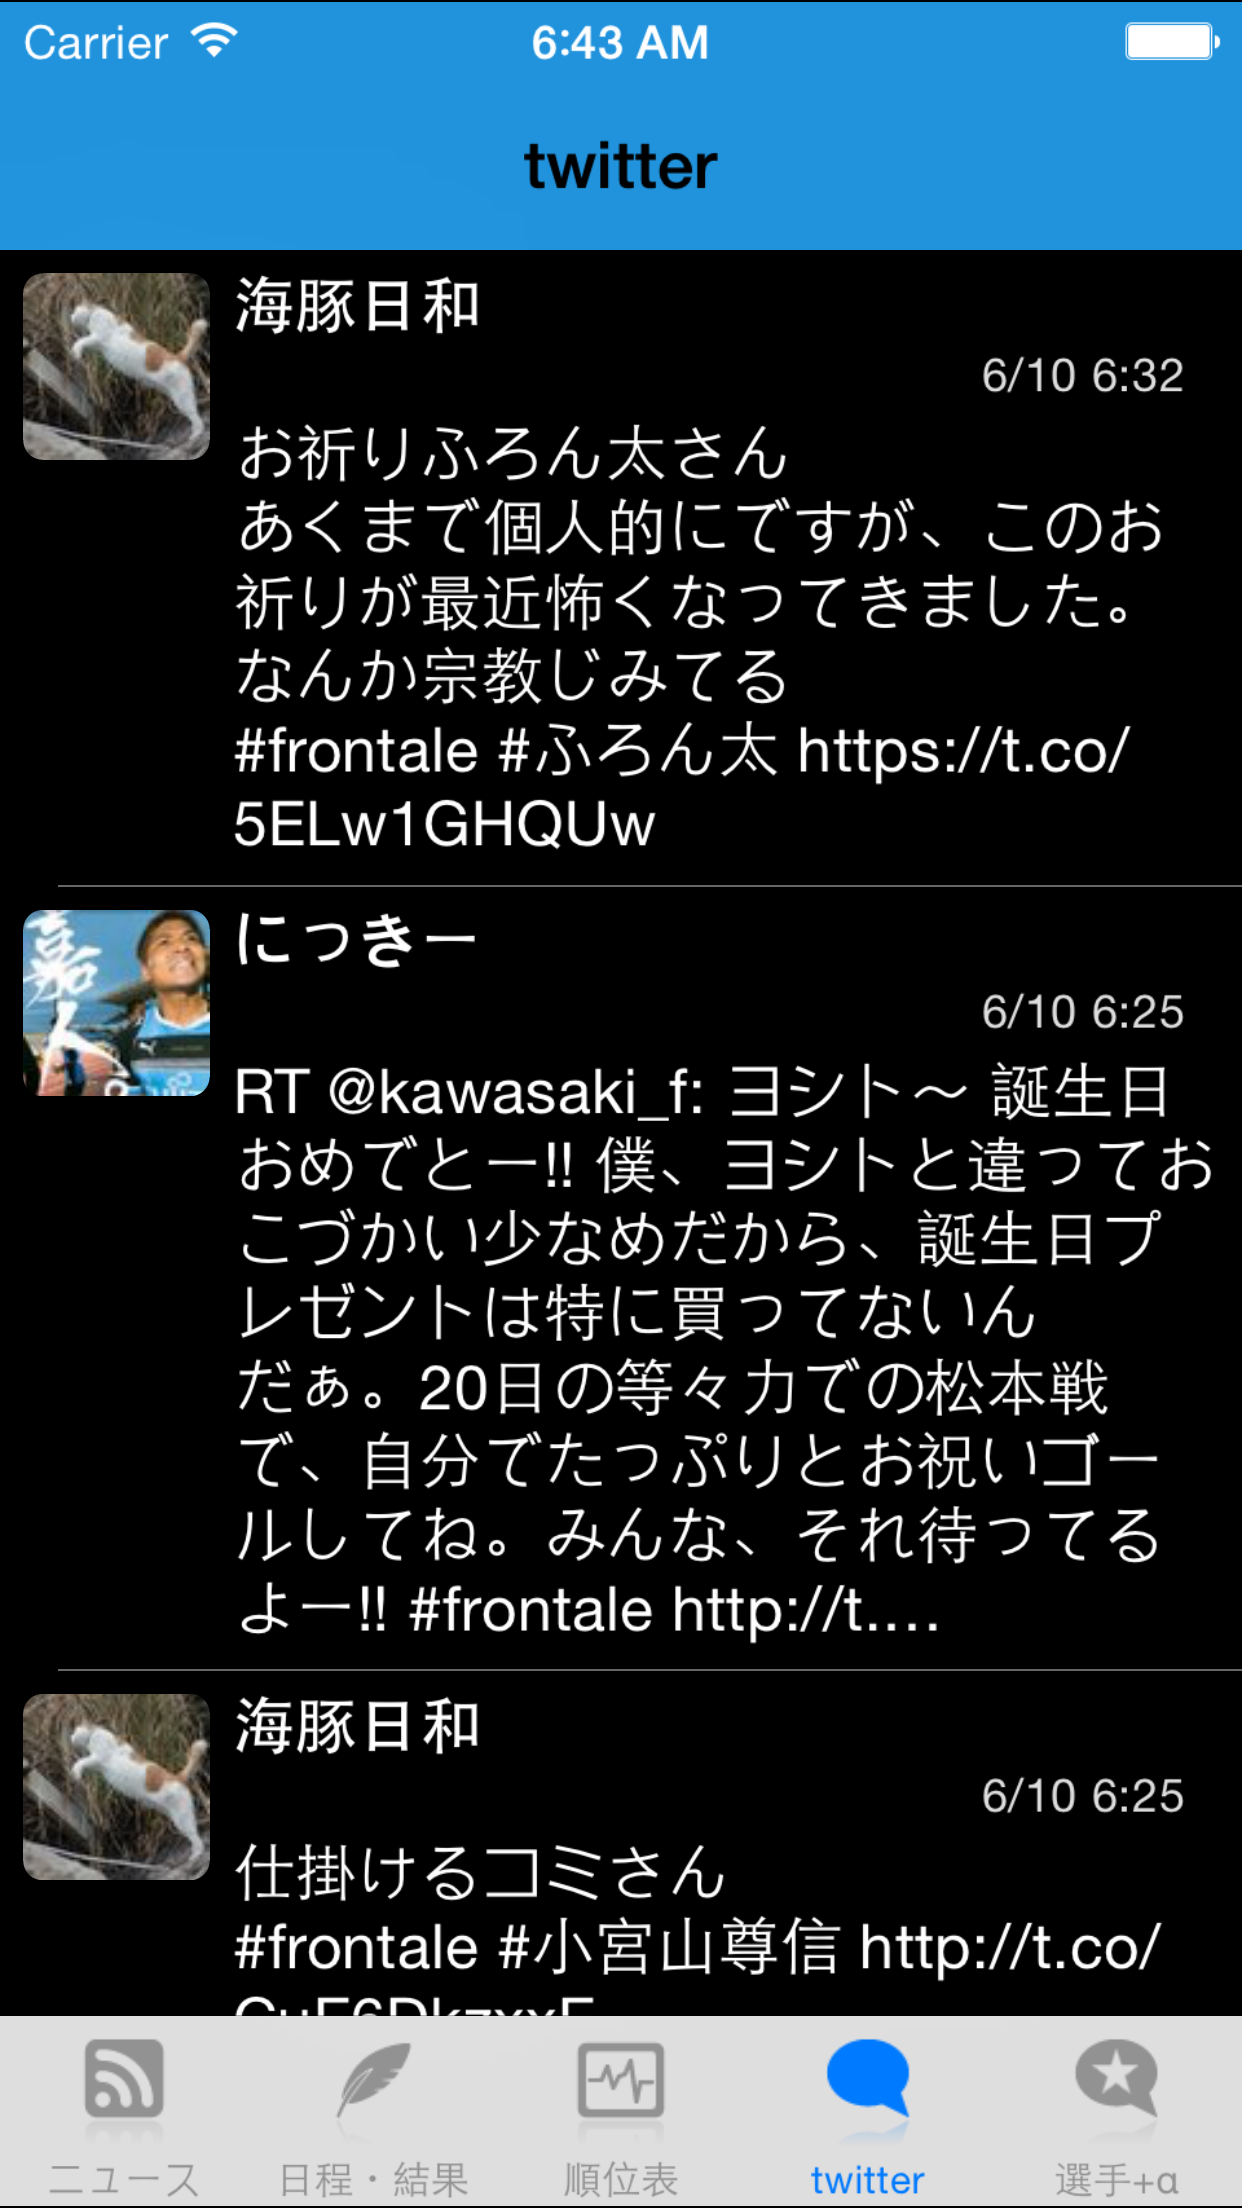 Carrier 6:43 AM
twitter
海豚日和
6/10 6:32
お祈りふろん太さん
あくまで個人的にですが、このお
祈りが最近怖くなってきました。
なんか宗教じみてる
#frontale #ふろん太 https://t.co/
5ELw1GHQUw
嘉人
にっきー
6/10 6:25
RT @kawasaki_f: ヨシト〜 誕生日
おめでとー!! 僕、ヨシトと違ってお
こづかい少なめだから、誕生日プ
レゼントは特に買ってないん
だぁ。20日の等々力での松本戦
で、自分でたっぷりとお祝いゴー
ルしてね。みんな、それ待ってる
よー!! #frontale http://t.…
海豚日和
6/10 6:25
仕掛けるコミさん
#frontale #小宮山尊信 http://t.co/
ニュース 日程・結果 順位表 twitter 選手+α